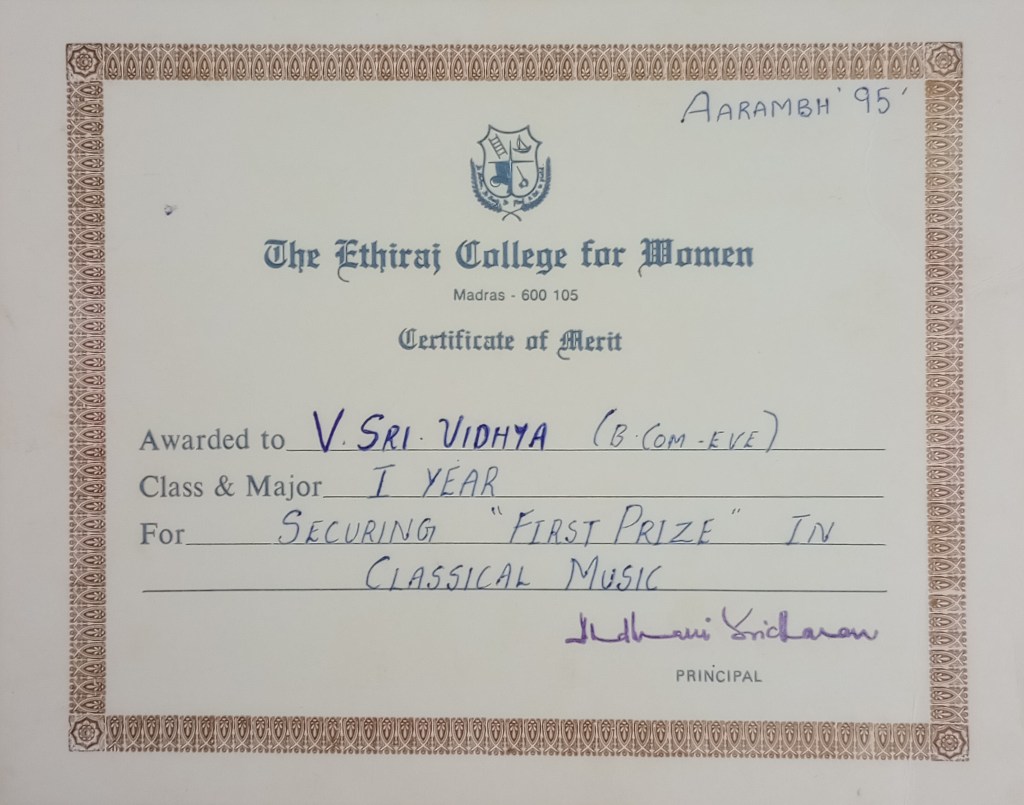 AARAMBH '95'
The Ethiraj College for Women
Madras - 600 105
Certificate of Merit
Awarded to V. SRI. VIDHYA (B.COM-EVE)
Class & Major I YEAR
For SECURING "FIRST PRIZE" IN
CLASSICAL MUSIC
PRINCIPAL